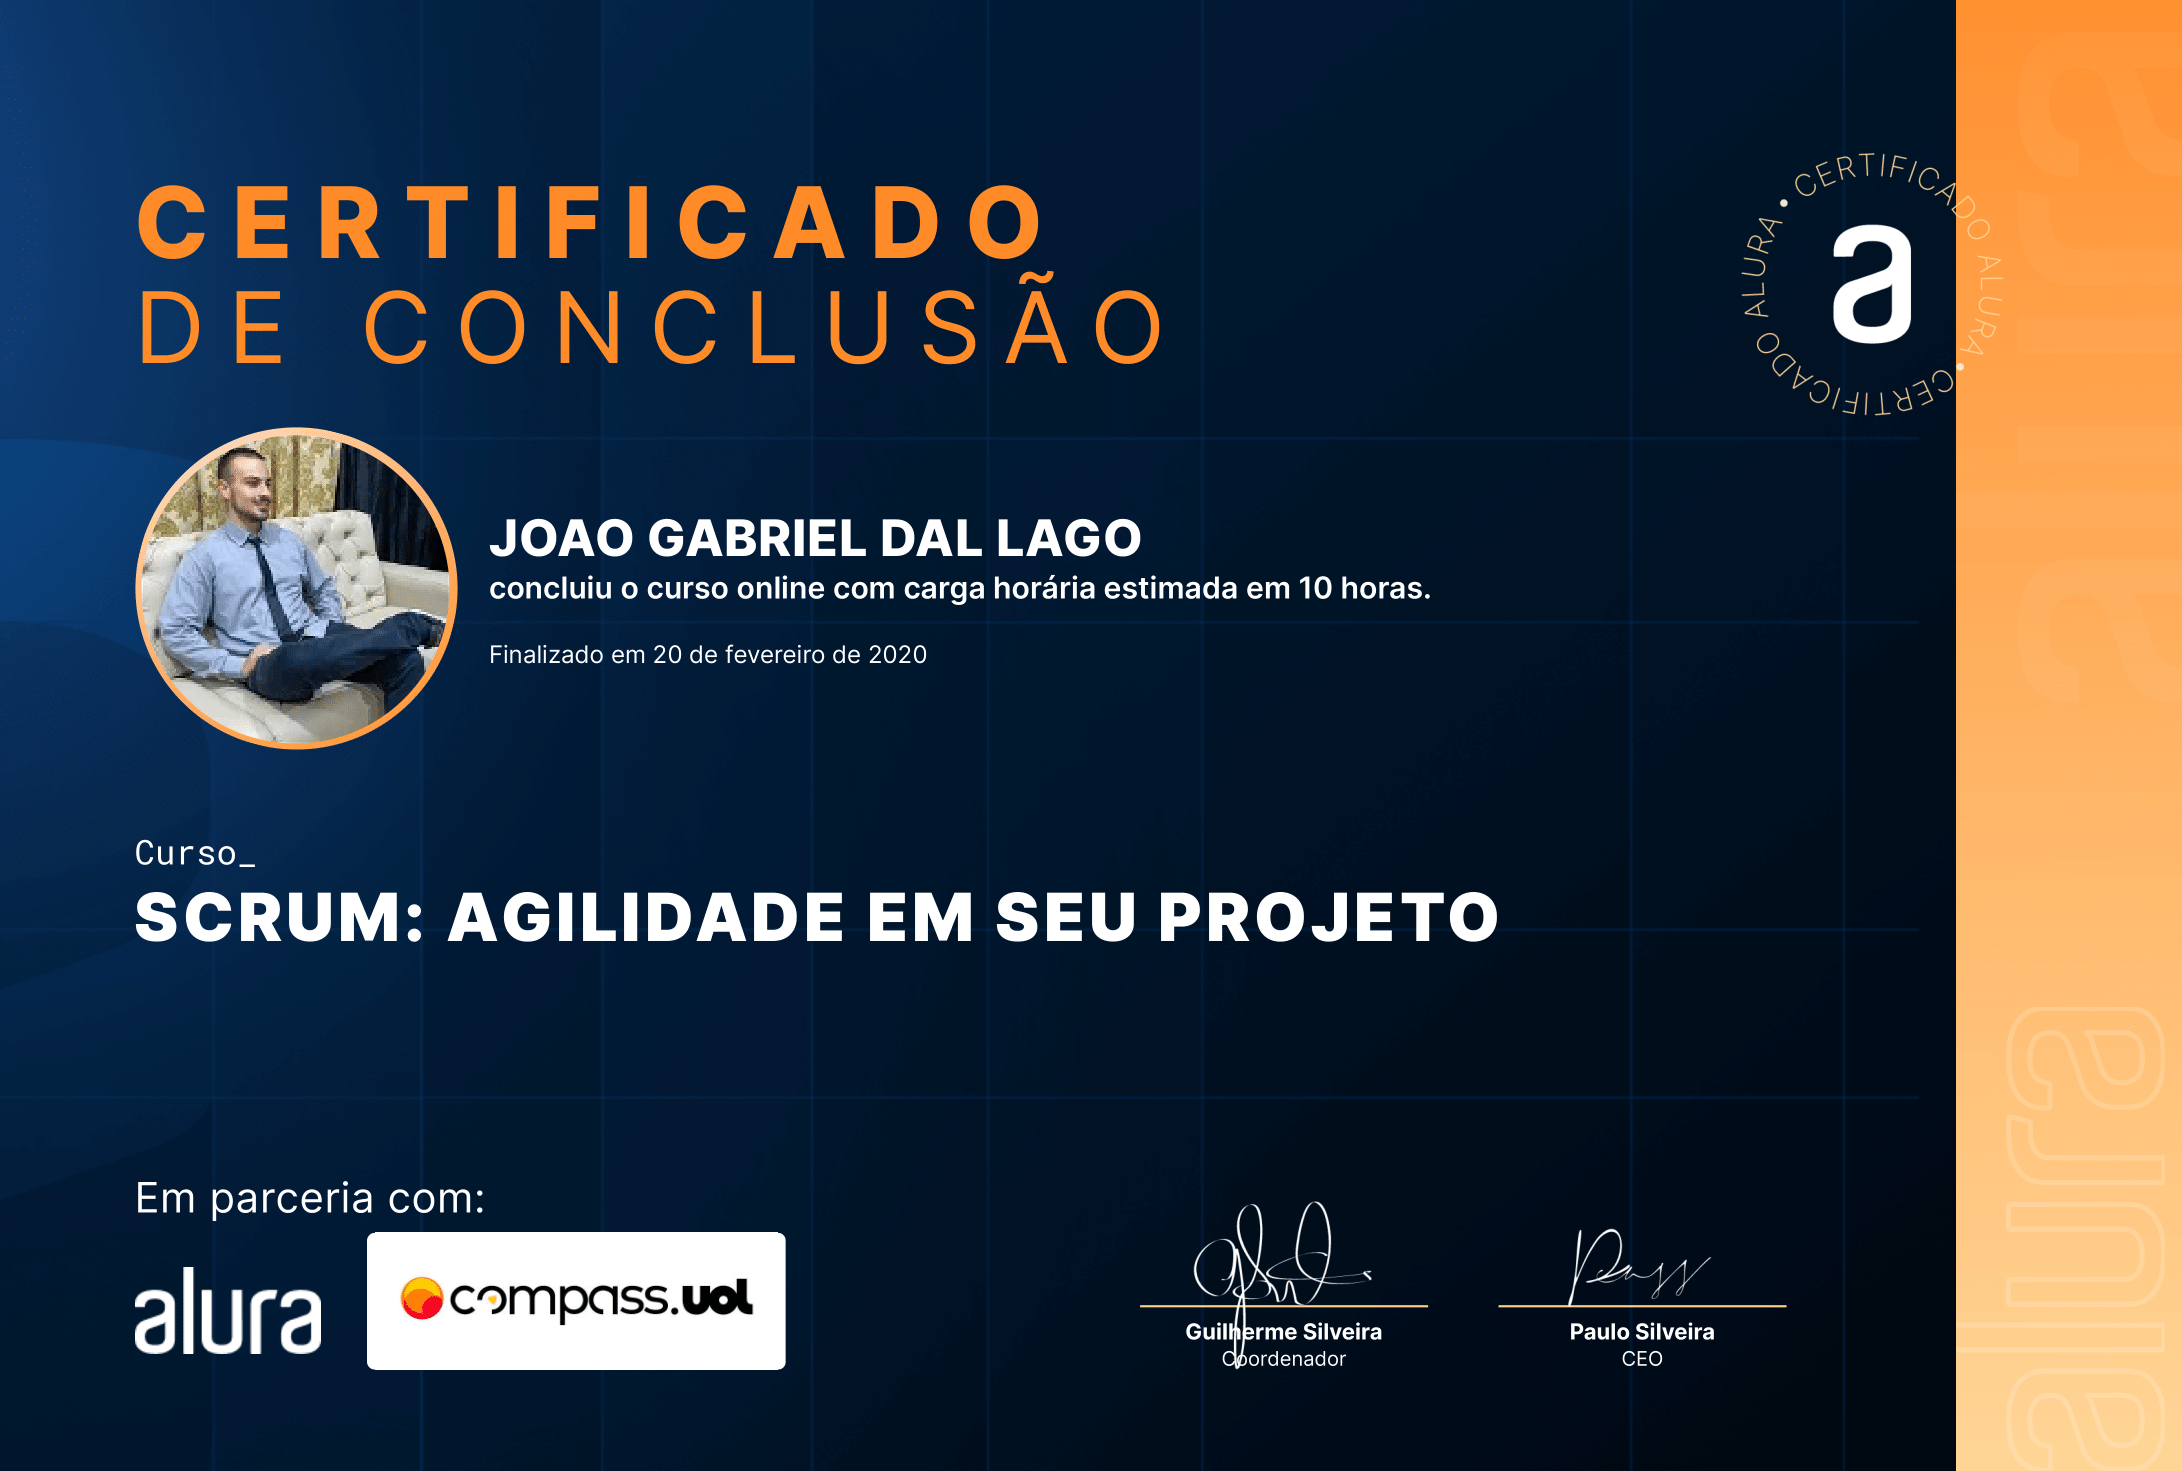 CERTIFICADO
DE CONCLUSÃO
CERTIFICADO ALURA • CERTIFICADO ALURA •
a
JOAO GABRIEL DAL LAGO
concluiu o curso online com carga horária estimada em 10 horas.
Finalizado em 20 de fevereiro de 2020
Curso_
SCRUM: AGILIDADE EM SEU PROJETO
Em parceria com:
alura
compass.uol
Guilherme Silveira
Coordenador
Paulo Silveira
CEO
alura
alura